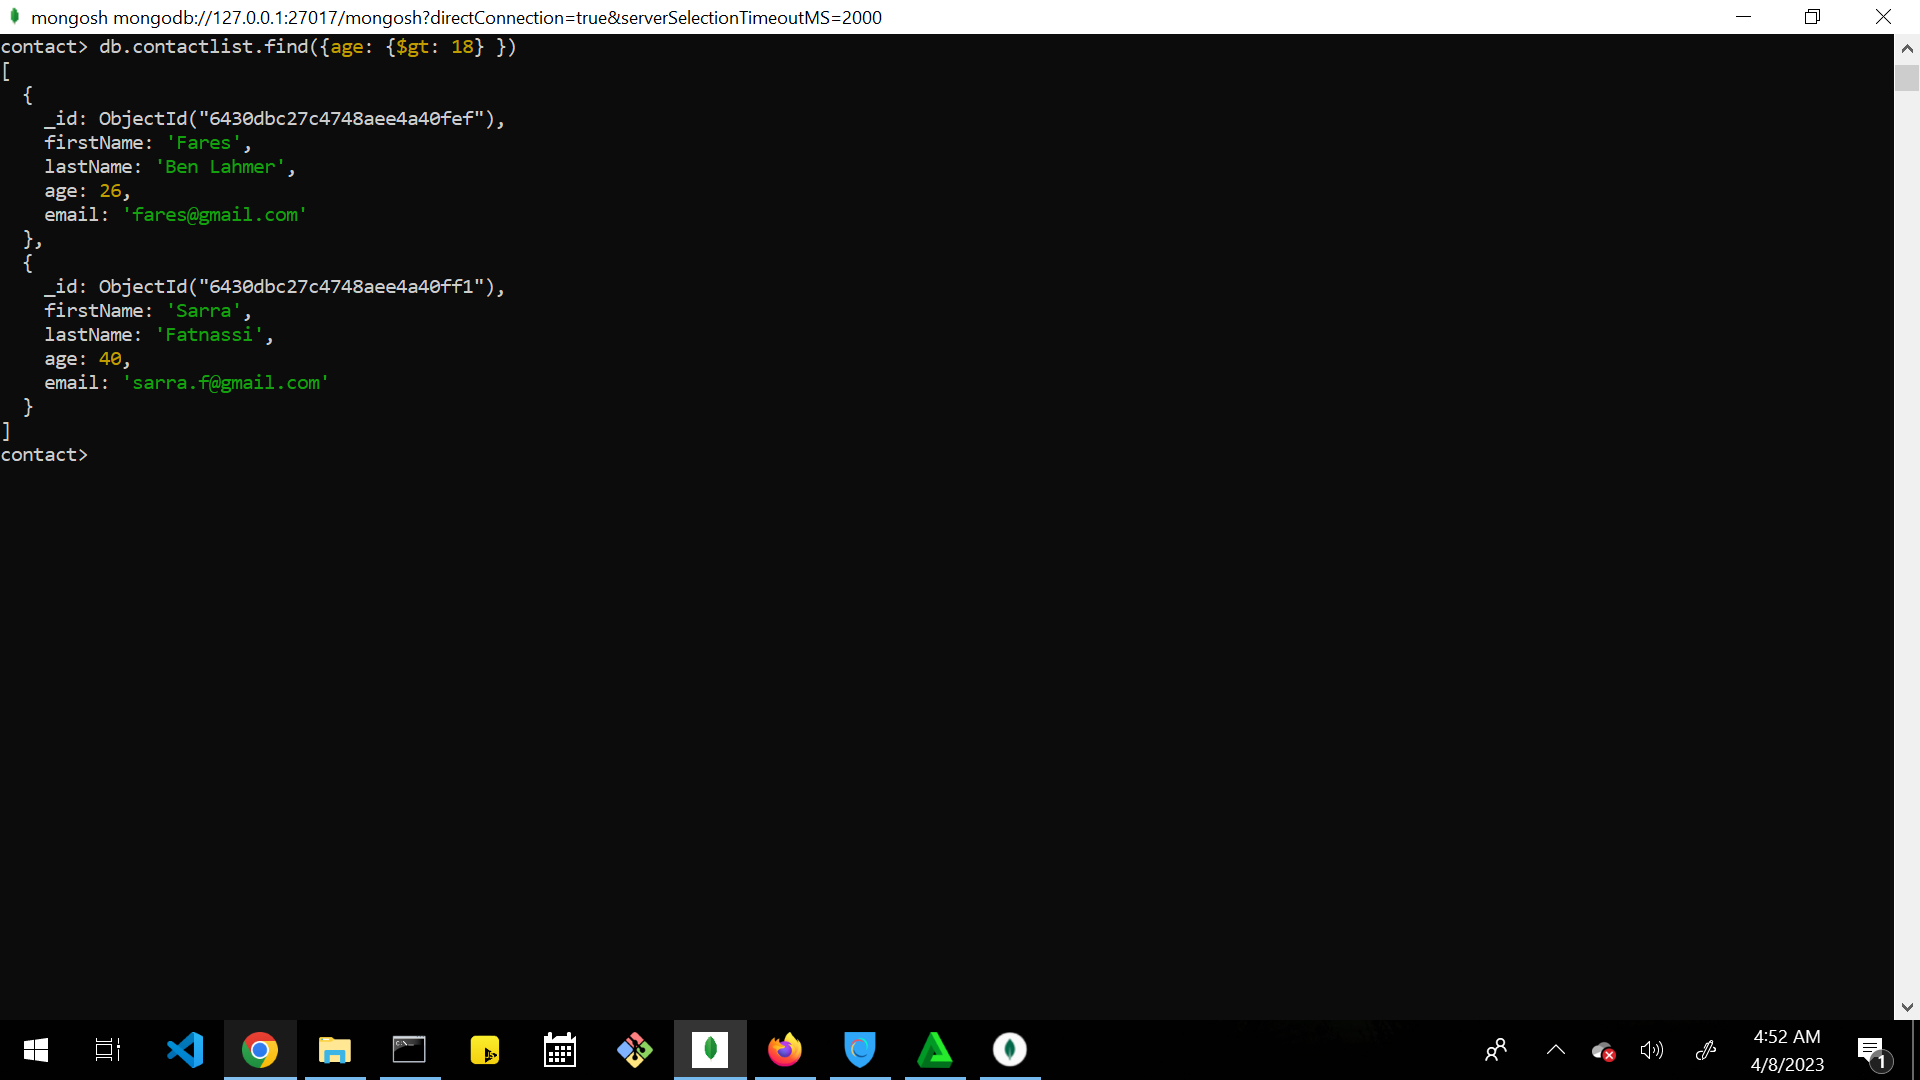 mongosh mongodb://127.0.0.1:27017/mongosh?directConnection=true&serverSelectionTimeoutMS=2000
contact> db.contactlist.find({age: {$gt: 18} })
[
  {
    _id: ObjectId("6430dbc27c4748aee4a40fef"),
    firstName: 'Fares',
    lastName: 'Ben Lahmer',
    age: 26,
    email: 'fares@gmail.com'
  },
  {
    _id: ObjectId("6430dbc27c4748aee4a40ff1"),
    firstName: 'Sarra',
    lastName: 'Fatnassi',
    age: 40,
    email: 'sarra.f@gmail.com'
  }
]
contact>
4:52 AM
4/8/2023
1